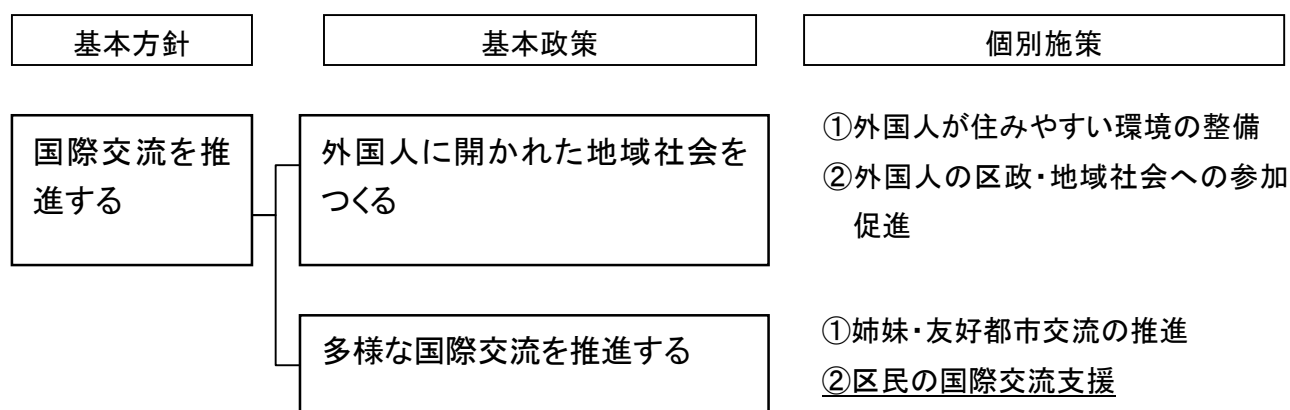 基本方針
基本政策
個別施策
国際交流を推
進する
外国人に開かれた地域社会を
つくる
①外国人が住みやすい環境の整備
②外国人の区政・地域社会への参加
促進
多様な国際交流を推進する
①姉妹・友好都市交流の推進
②区民の国際交流支援